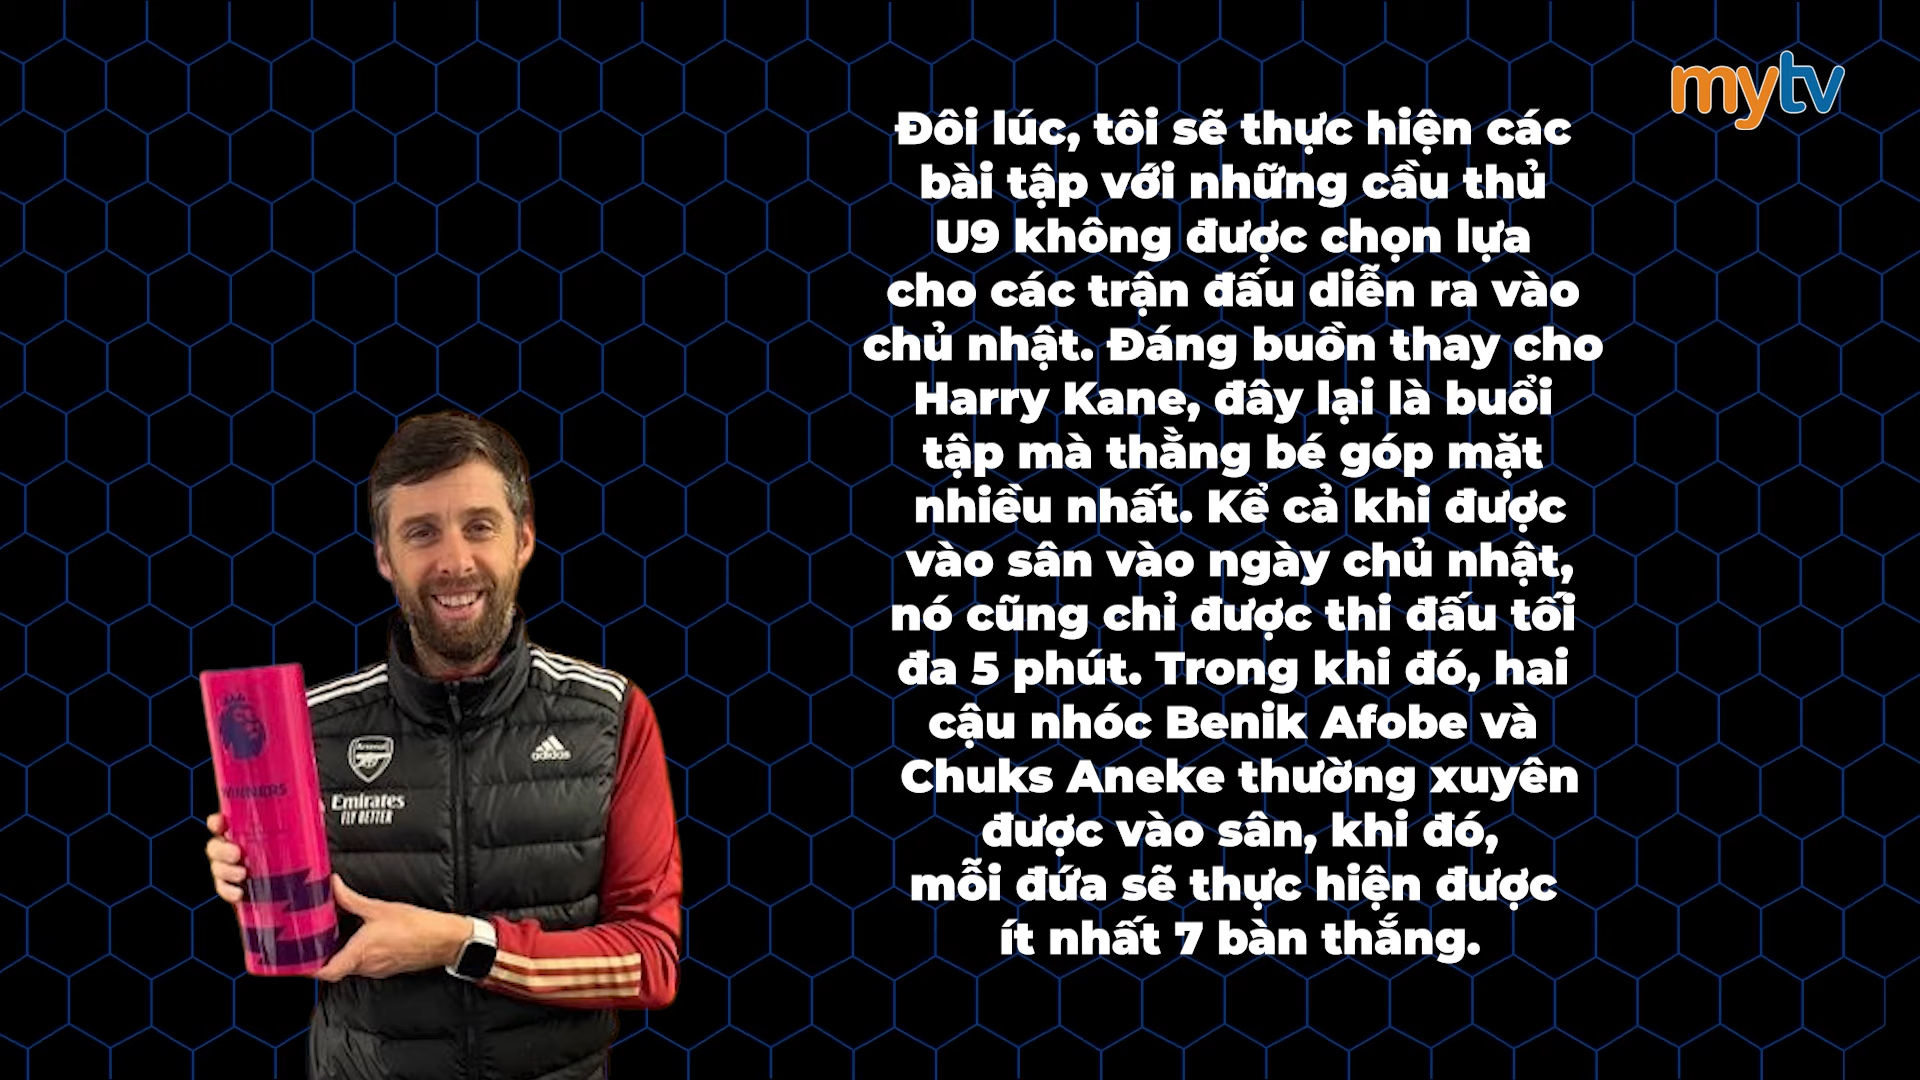 mytv
Đôi lúc, tôi sẽ thực hiện các
bài tập với những cầu thủ
U9 không được chọn lựa
cho các trận đấu diễn ra vào
chủ nhật. Đáng buồn thay cho
Harry Kane, đây lại là buổi
tập mà thằng bé góp mặt
nhiều nhất. Kể cả khi được
vào sân vào ngày chủ nhật,
nó cũng chỉ được thi đấu tối
đa 5 phút. Trong khi đó, hai
cậu nhóc Benik Afobe và
Chuks Aneke thường xuyên
được vào sân, khi đó,
mỗi đứa sẽ thực hiện được
ít nhất 7 bàn thắng.
Arsenal
adidas
WINNERS
Emirates
FLY BETTER